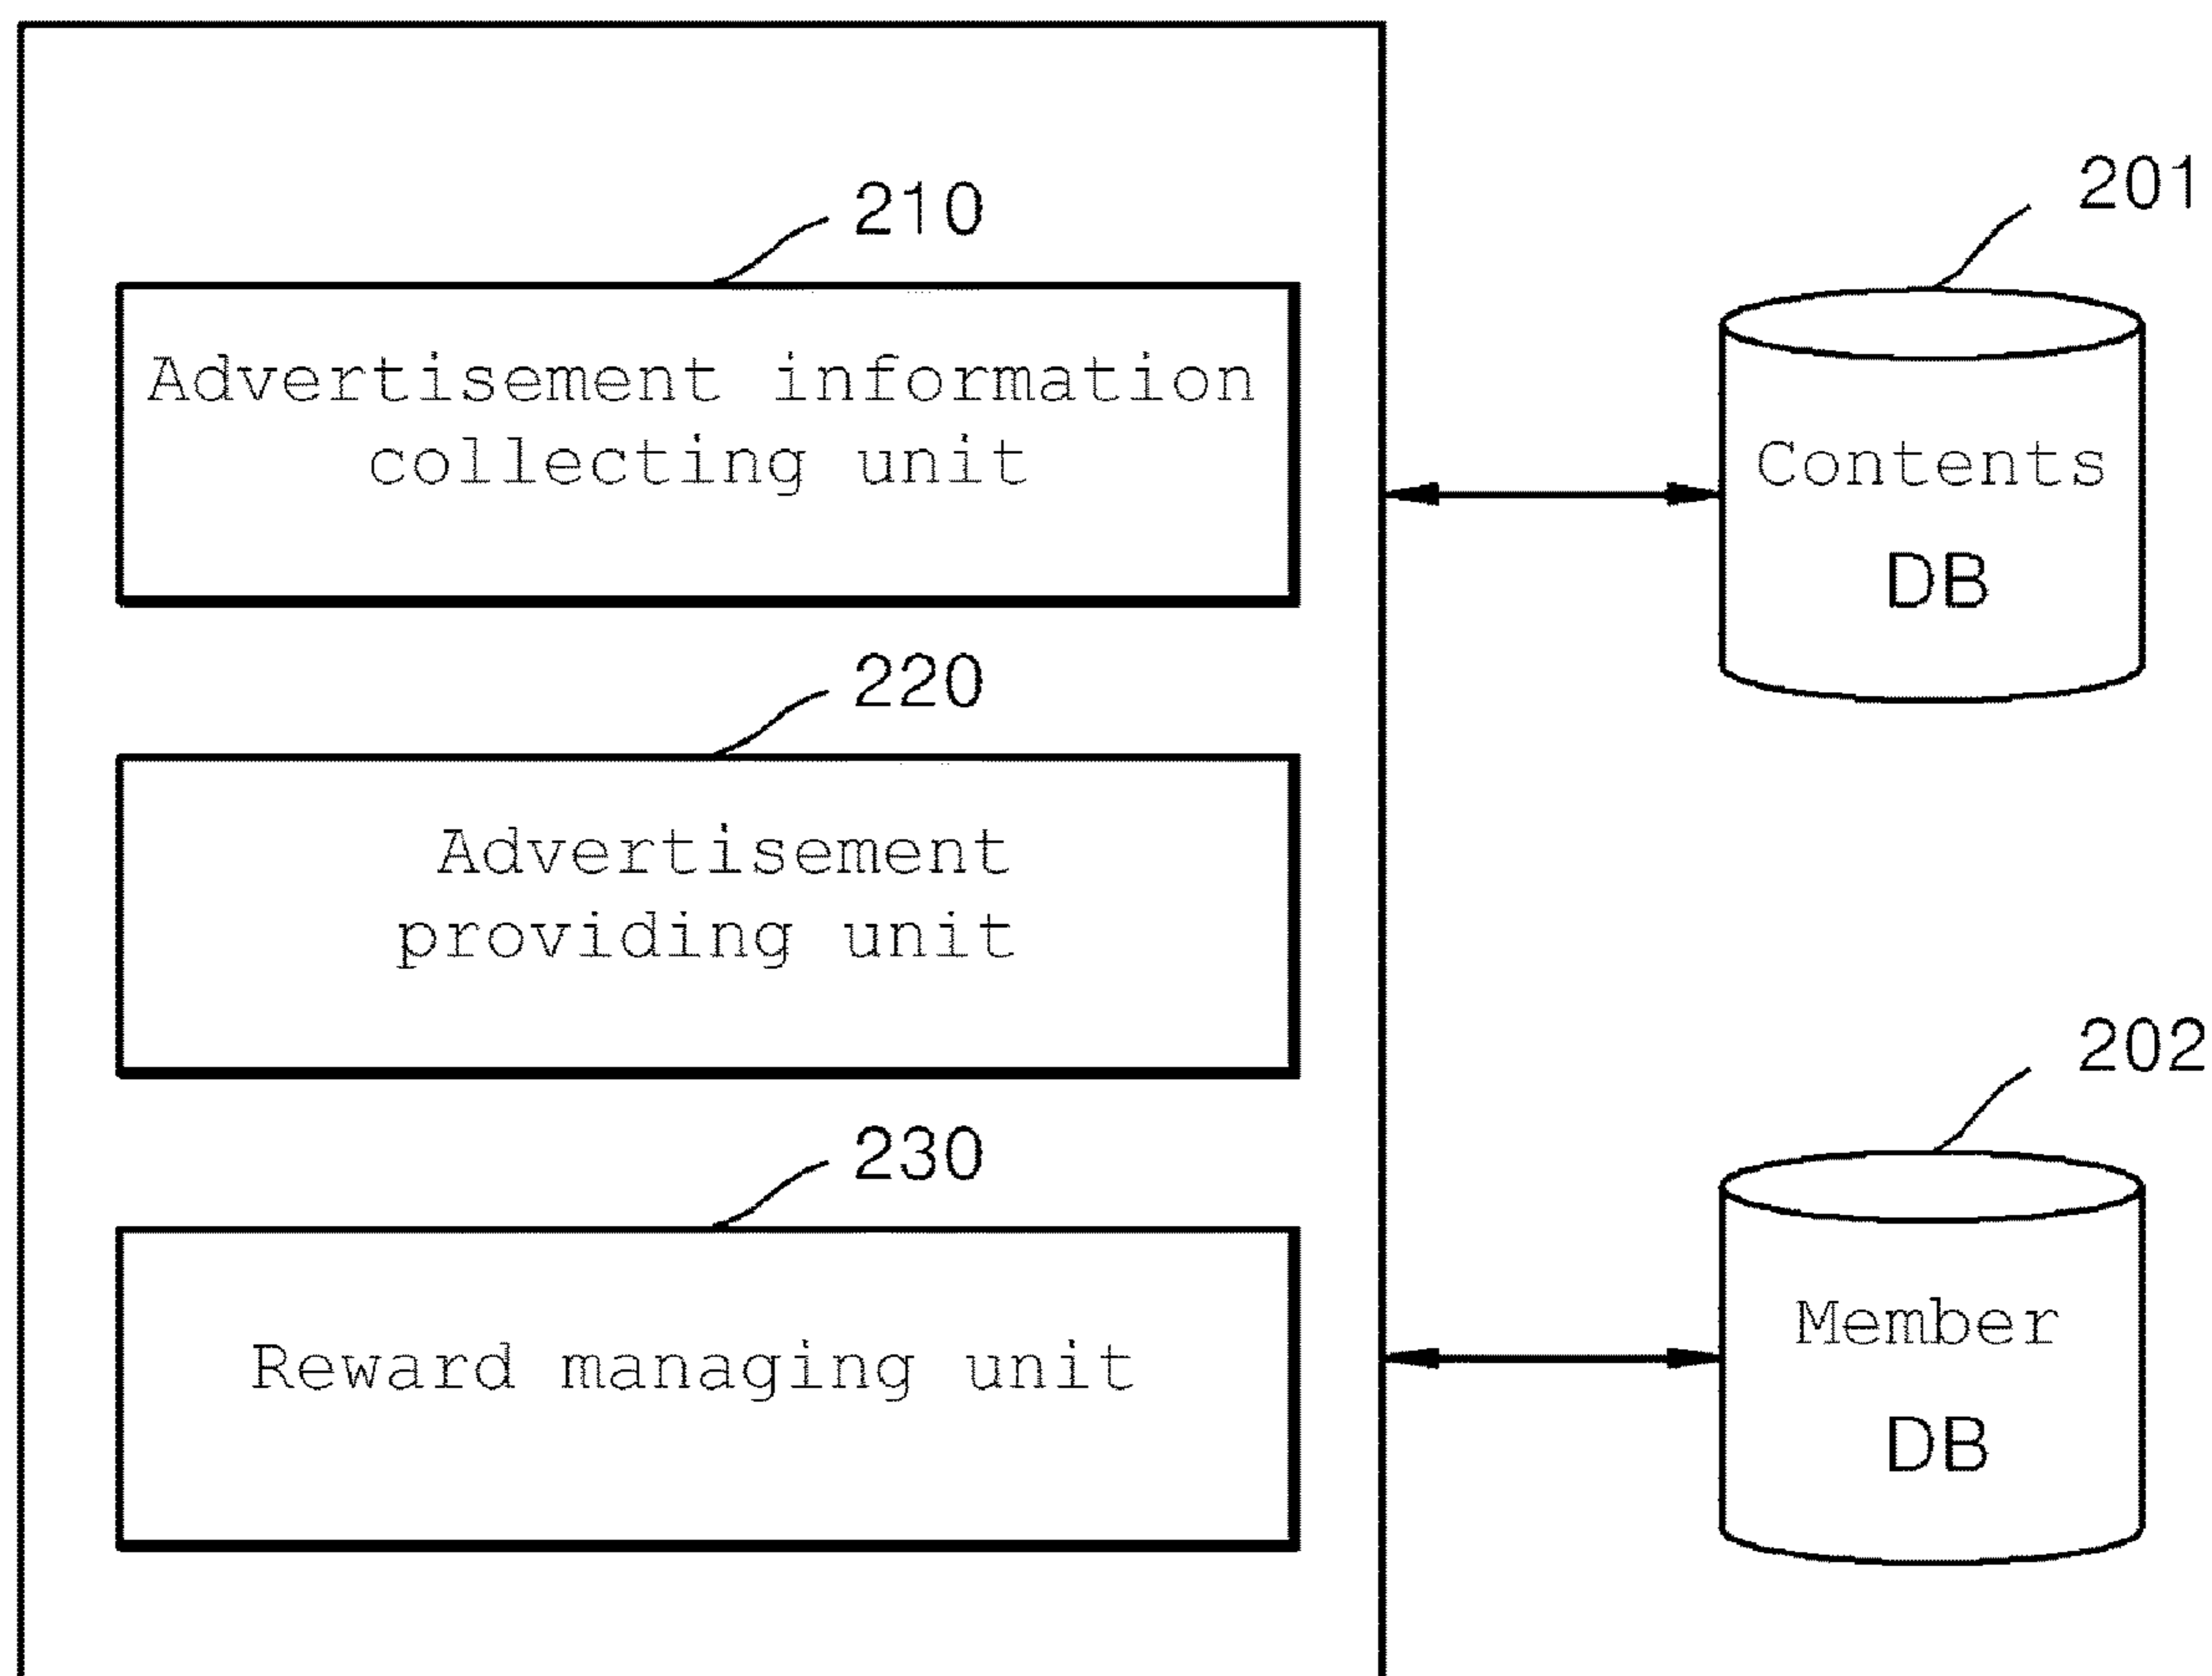 210
Advertisement information
collecting unit
220
Advertisement
providing unit
230
Reward managing unit
201
Contents
DB
202
Member
DB